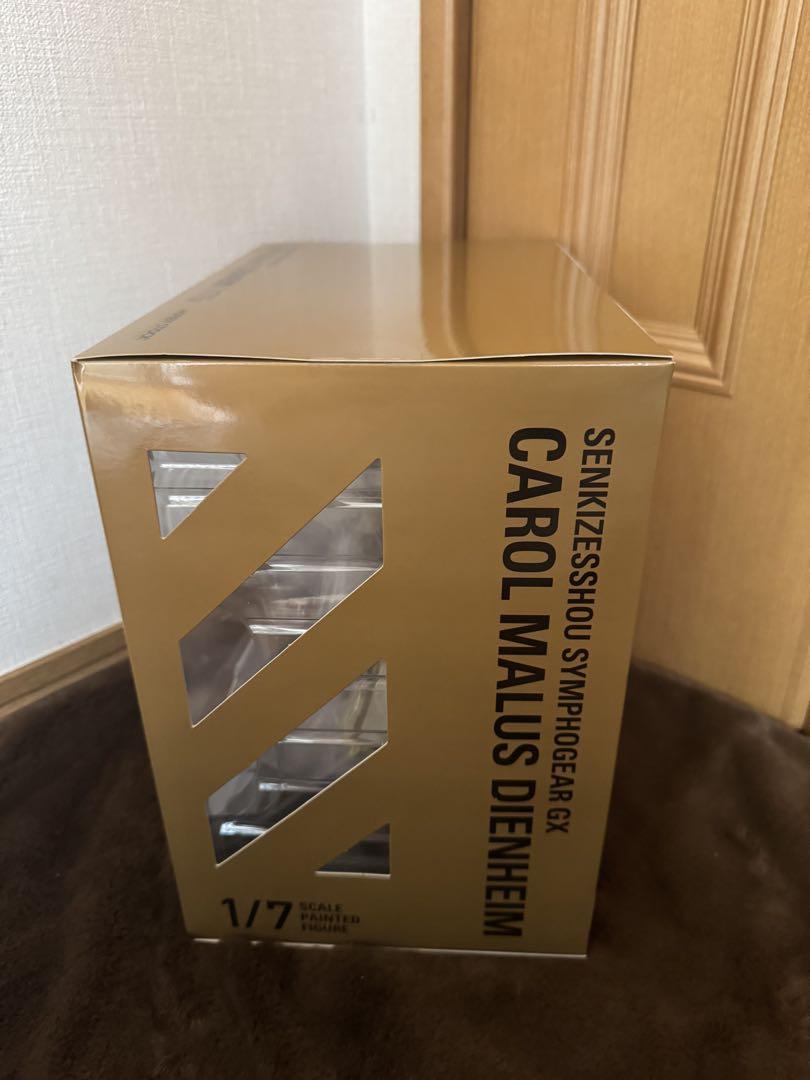 SENKIZESSHOU SYMPHOGEAR GX
CAROL MALUS DIENHEIM
1/7
SCALE
PAINTED
FIGURE